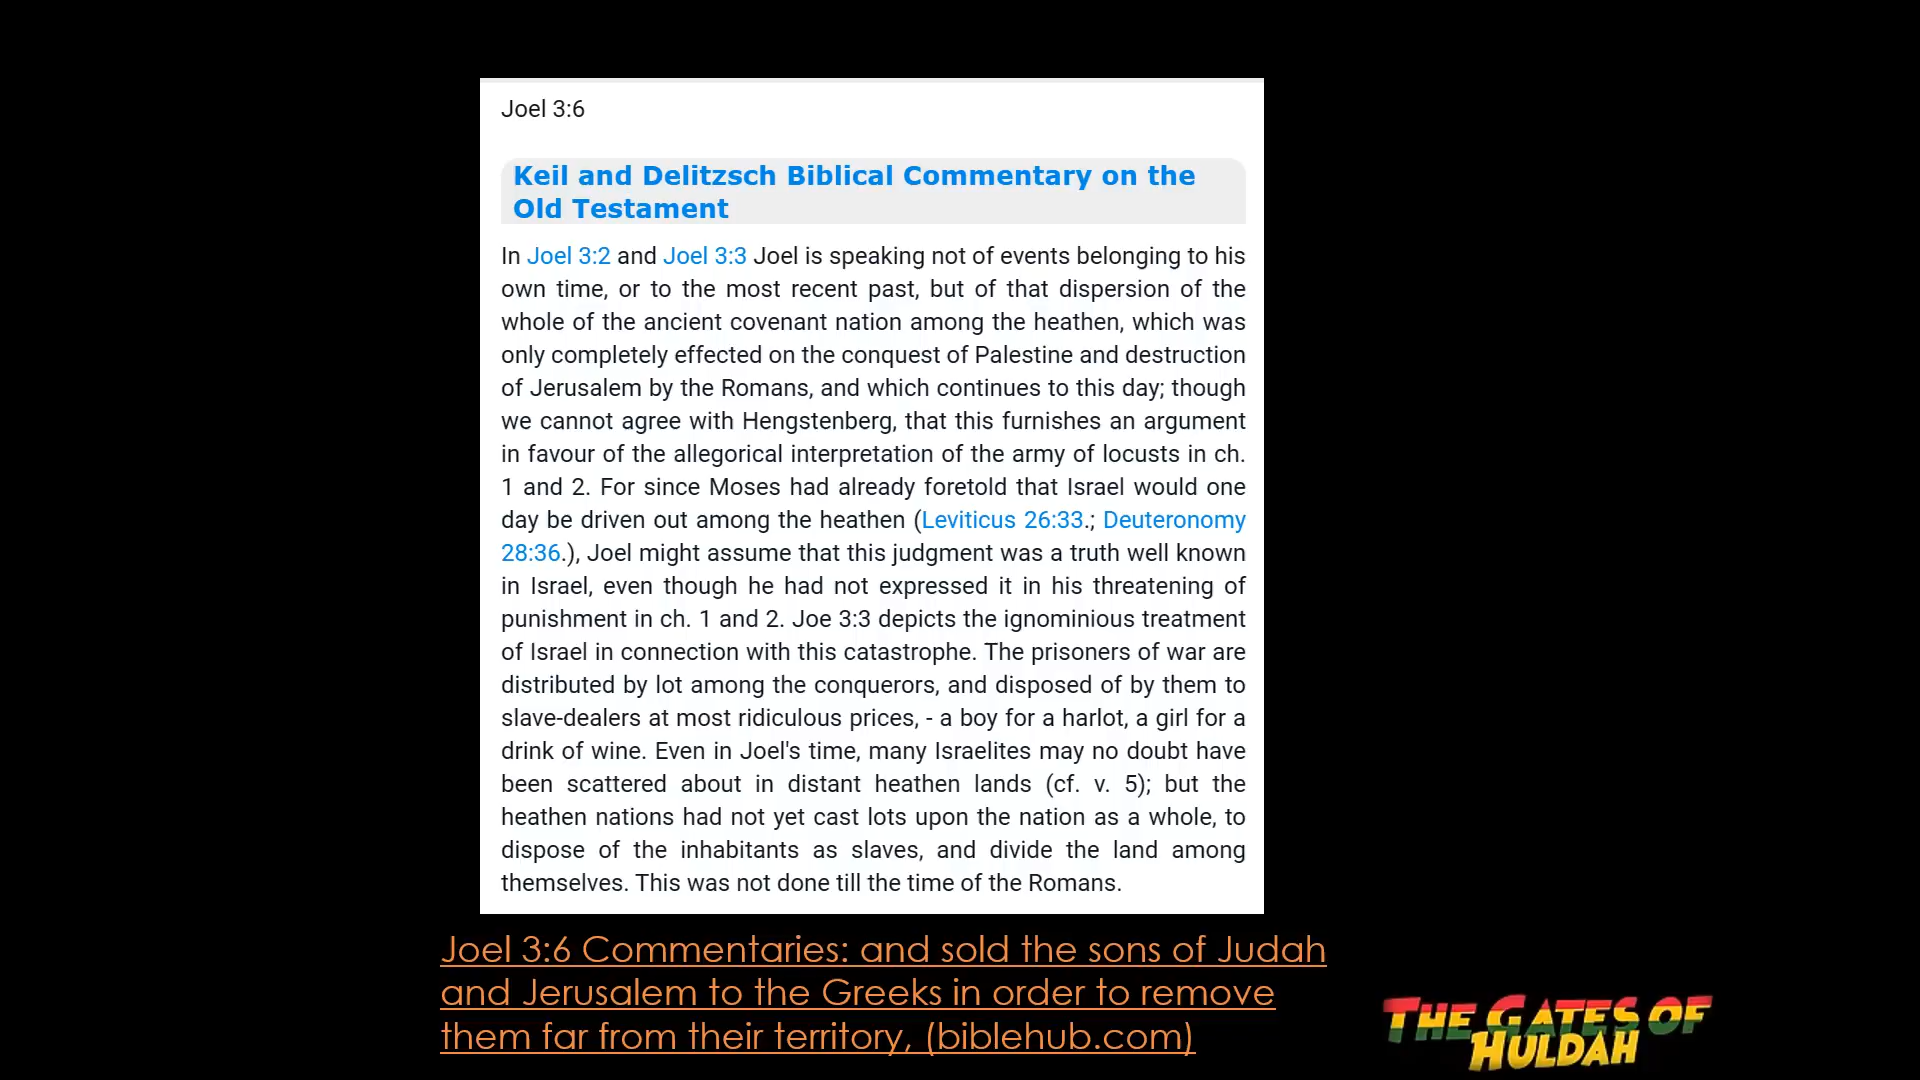 Joel 3:6
Keil and Delitzsch Biblical Commentary on the
Old Testament
In Joel 3:2 and Joel 3:3 Joel is speaking not of events belonging to his
own time, or to the most recent past, but of that dispersion of the
whole of the ancient covenant nation among the heathen, which was
only completely effected on the conquest of Palestine and destruction
of Jerusalem by the Romans, and which continues to this day; though
we cannot agree with Hengstenberg, that this furnishes an argument
in favour of the allegorical interpretation of the army of locusts in ch.
1 and 2. For since Moses had already foretold that Israel would one
day be driven out among the heathen (Leviticus 26:33.; Deuteronomy
28:36.), Joel might assume that this judgment was a truth well known
in Israel, even though he had not expressed it in his threatening of
punishment in ch. 1 and 2. Joe 3:3 depicts the ignominious treatment
of Israel in connection with this catastrophe. The prisoners of war are
distributed by lot among the conquerors, and disposed of by them to
slave-dealers at most ridiculous prices, - a boy for a harlot, a girl for a
drink of wine. Even in Joel's time, many Israelites may no doubt have
been scattered about in distant heathen lands (cf. v. 5); but the
heathen nations had not yet cast lots upon the nation as a whole, to
dispose of the inhabitants as slaves, and divide the land among
themselves. This was not done till the time of the Romans.
Joel 3:6 Commentaries: and sold the sons of Judah
and Jerusalem to the Greeks in order to remove
them far from their territory, (biblehub.com)
THE GATES OF
HULDAH